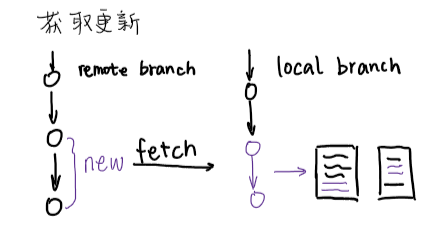 获取更新
remote branch
local branch
new
fetch